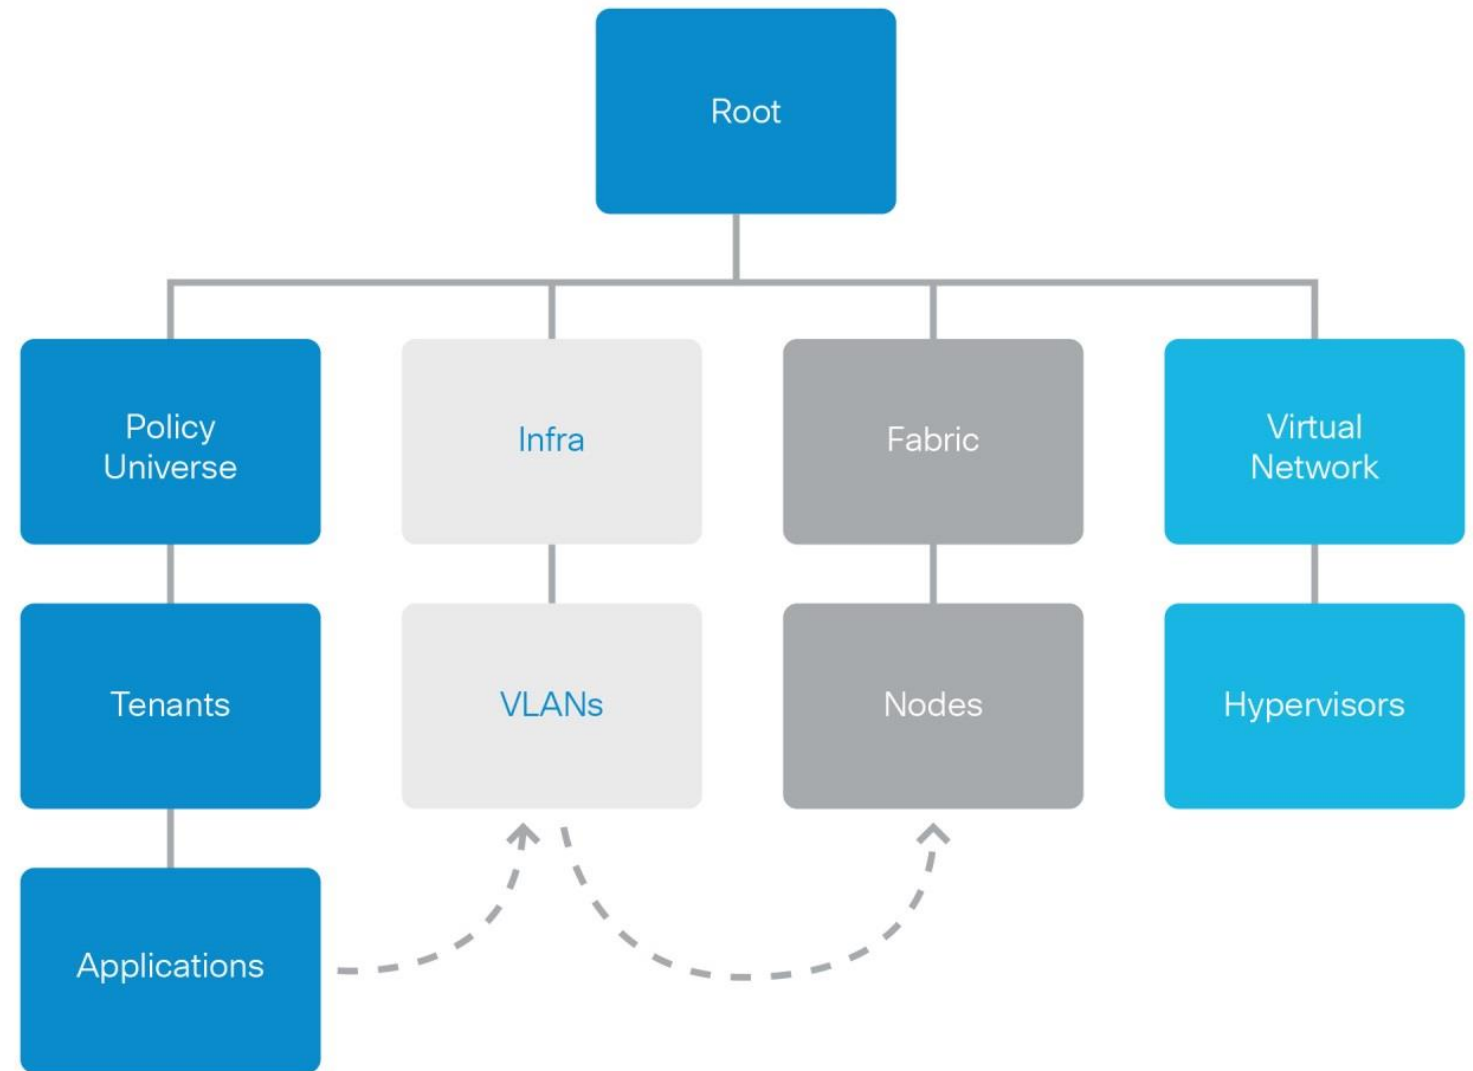 Root
Policy
Universe
Infra
Fabric
Virtual
Network
Tenants
VLANs
Nodes
Hypervisors
Applications